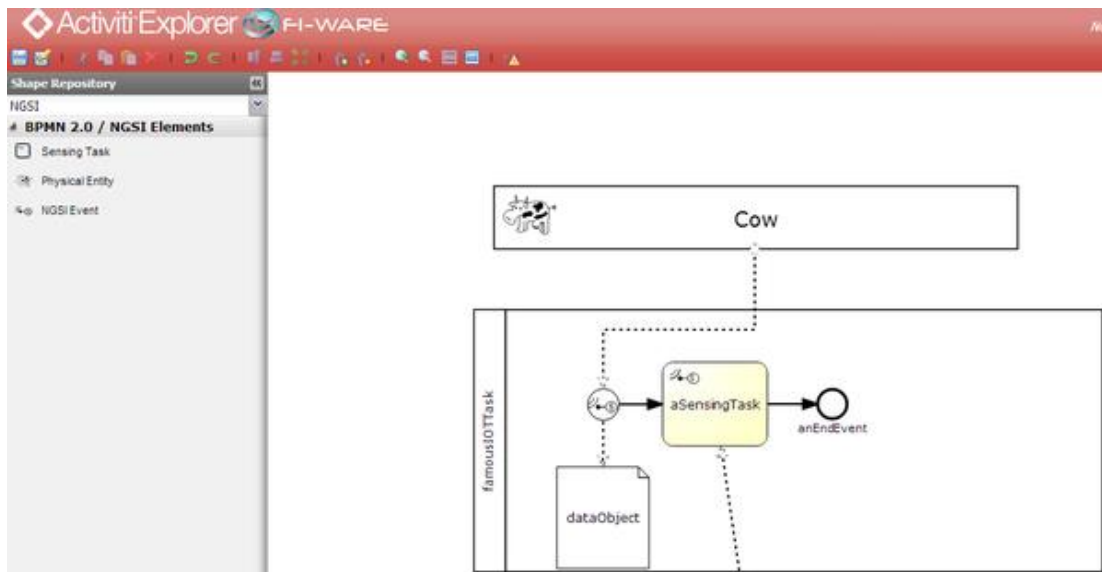 Activiti Explorer FI-WARE
Shape Repository
NGSI
BPMN 2.0 / NGSI Elements
Sensing Task
Physical Entity
NGSI Event
Cow
famousIOTTask
aSensingTask
anEndEvent
dataObject